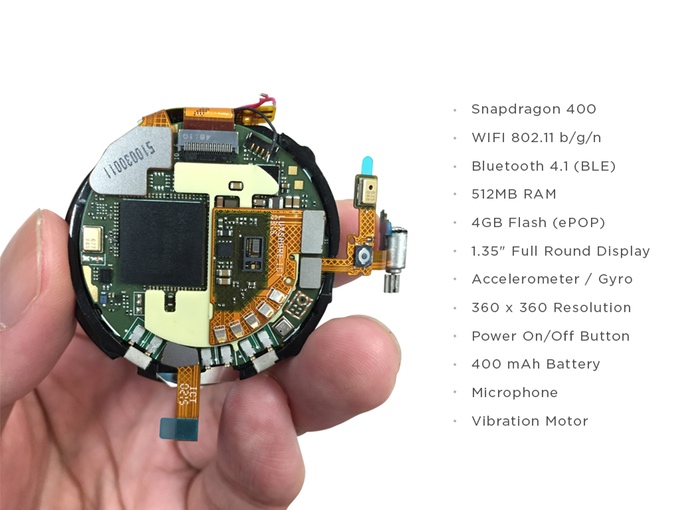 510030011
Snapdragon 400
WIFI 802.11 b/g/n
Bluetooth 4.1 (BLE)
512MB RAM
4GB Flash (ePOP)
1.35" Full Round Display
Accelerometer / Gyro
360 x 360 Resolution
Power On/Off Button
400 mAh Battery
Microphone
Vibration Motor